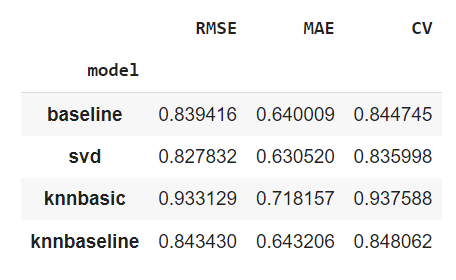 RMSE MAE CV
model
baseline 0.839416 0.640009 0.844745
svd 0.827832 0.630520 0.835998
knnbasic 0.933129 0.718157 0.937588
knnbaseline 0.843430 0.643206 0.848062